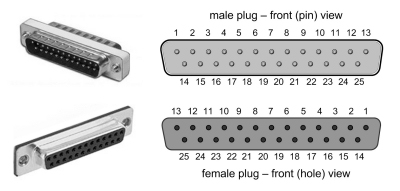 male plug – front (pin) view
1 2 3 4 5 6 7 8 9 10 11 12 13
14 15 16 17 18 19 20 21 22 23 24 25
13 12 11 10 9 8 7 6 5 4 3 2 1
25 24 23 22 21 20 19 18 17 16 15 14
female plug – front (hole) view